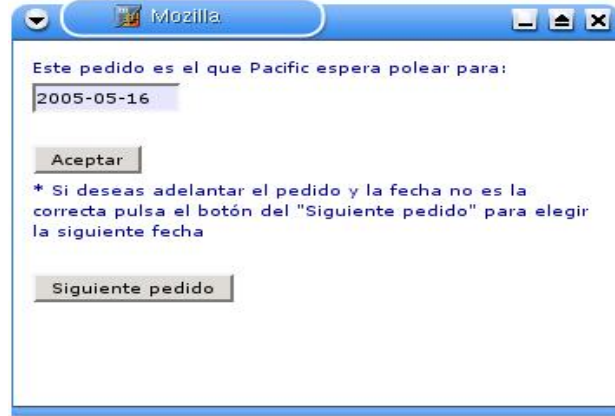 Mozilla
Este pedido es el que Pacific espera polear para:
2005-05-16
Aceptar
* Si deseas adelantar el pedido y la fecha no es la
correcta pulsa el botón del "Siguiente pedido" para elegir
la siguiente fecha
Siguiente pedido